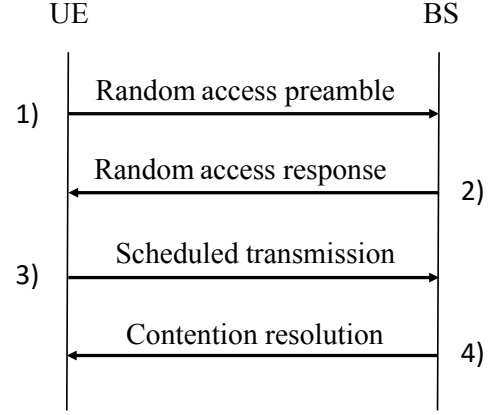 UE BS
Random access preamble
1)
Random access response
2)
Scheduled transmission
3)
Contention resolution
4)